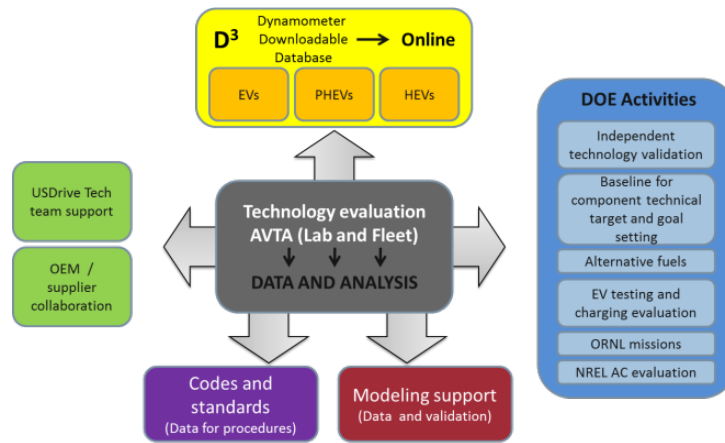 D³
Dynamometer
Downloadable
Database
Online
EVs
PHEVs
HEVs
USDrive Tech
team support
OEM /
supplier
collaboration
Technology evaluation
AVTA (Lab and Fleet)
DATA AND ANALYSIS
Codes and
standards
(Data for procedures)
Modeling support
(Data and validation)
DOE Activities
Independent
technology validation
Baseline for
component technical
target and goal
setting
Alternative fuels
EV testing and
charging evaluation
ORNL missions
NREL AC evaluation